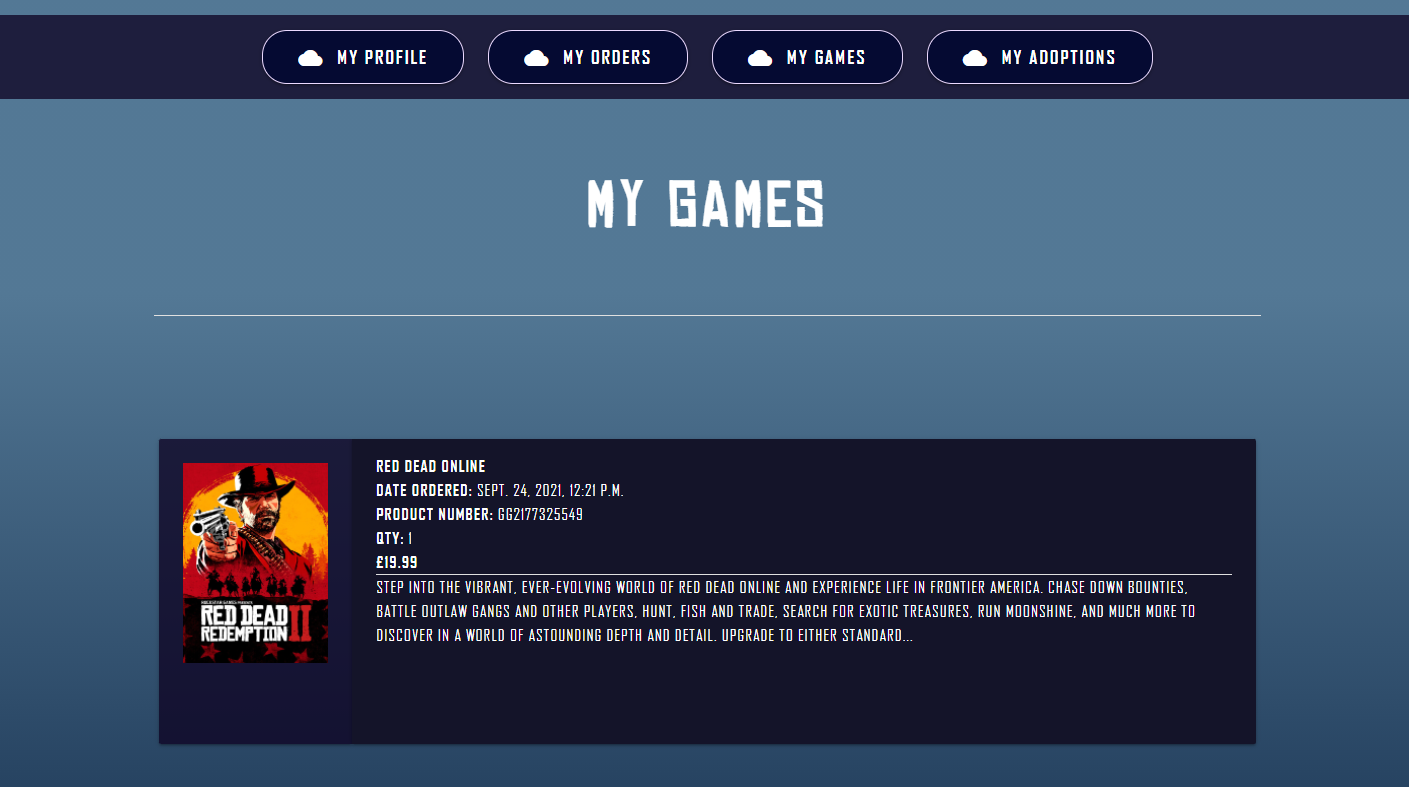 MY PROFILE
MY ORDERS
MY GAMES
MY ADOPTIONS
MY GAMES
RED DEAD
REDEMPTION II
RED DEAD ONLINE
DATE ORDERED: SEPT. 24, 2021, 12:21 P.M.
PRODUCT NUMBER: GG2177325549
QTY: 1
£19.99
STEP INTO THE VIBRANT, EVER-EVOLVING WORLD OF RED DEAD ONLINE AND EXPERIENCE LIFE IN FRONTIER AMERICA. CHASE DOWN BOUNTIES,
BATTLE OUTLAW GANGS AND OTHER PLAYERS, HUNT, FISH AND TRADE, SEARCH FOR EXOTIC TREASURES, RUN MOONSHINE, AND MUCH MORE TO
DISCOVER IN A WORLD OF ASTOUNDING DEPTH AND DETAIL. UPGRADE TO EITHER STANDARD...